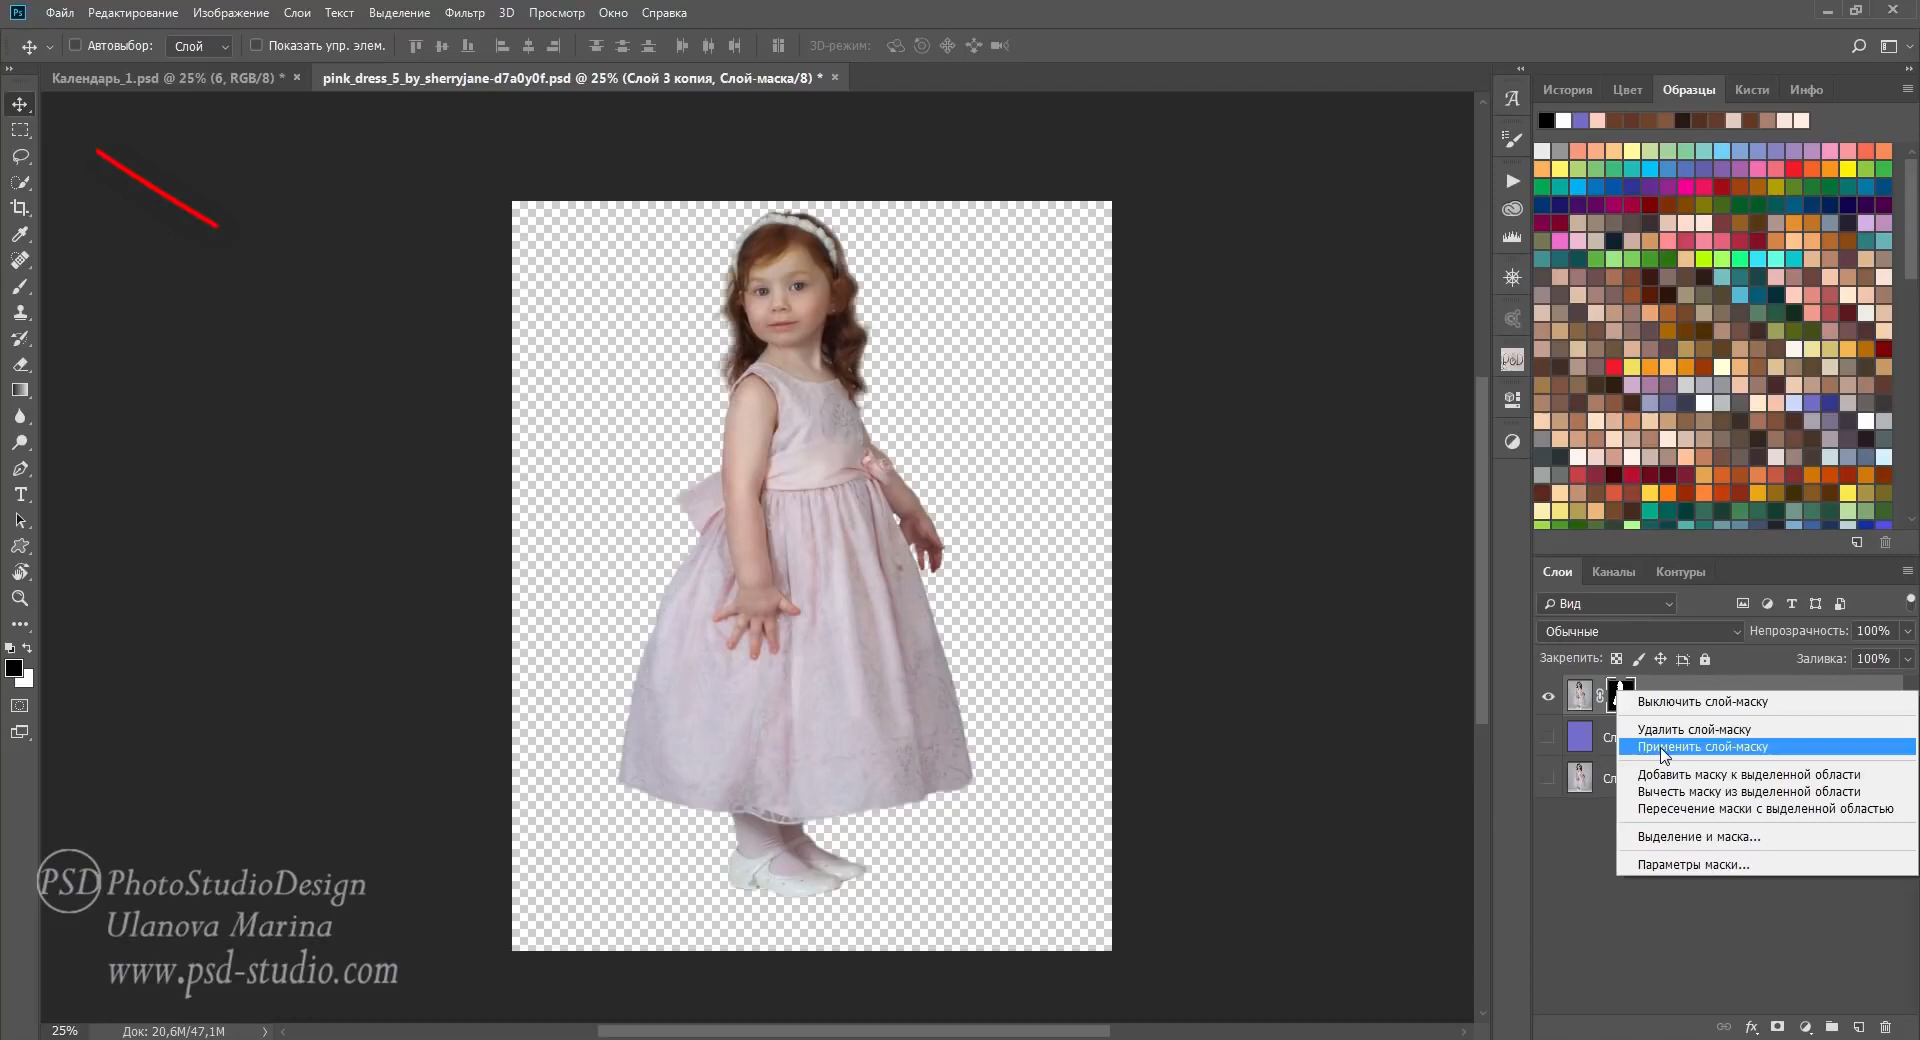 Ps Файл Редактирование Изображение Слои Текст Выделение Фильтр 3D Просмотр Окно Справка
Автовыбор: Слой Показать упр. элем. 3D-режим:
Календарь_1.psd @ 25% (6, RGB/8) * × pink_dress_5_by_sherryjane-d7a0y0f.psd @ 25% (Слой 3 копия, Слой-маска/8) * ×
История Цвет Образцы Кисти Инфо
Слои Каналы Контуры
Вид
Обычные Непрозрачность: 100%
Закрепить: Заливка: 100%
Выключить слой-маску
Удалить слой-маску
Применить слой-маску
Добавить маску к выделенной области
Вычесть маску из выделенной области
Пересечение маски с выделенной областью
Выделение и маска...
Параметры маски...
PSD PhotoStudioDesign
Ulanova Marina
www.psd-studio.com
25% Док: 20,6M/47,1M